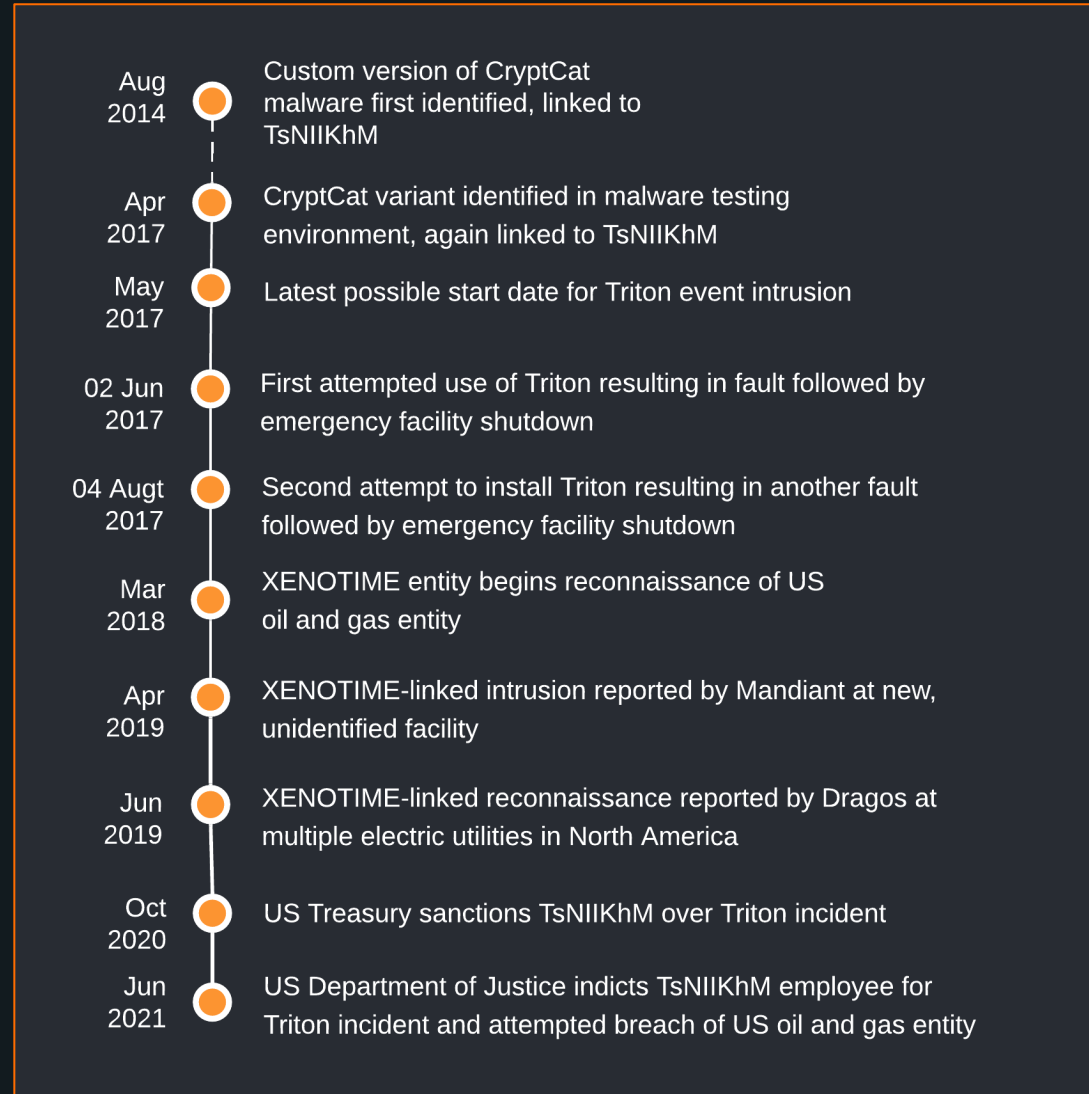 Aug
2014
Custom version of CryptCat
malware first identified, linked to
TsNIIKhM
Apr
2017
CryptCat variant identified in malware testing
environment, again linked to TsNIIKhM
May
2017
Latest possible start date for Triton event intrusion
02 Jun
2017
First attempted use of Triton resulting in fault followed by
emergency facility shutdown
04 Augt
2017
Second attempt to install Triton resulting in another fault
followed by emergency facility shutdown
Mar
2018
XENOTIME entity begins reconnaissance of US
oil and gas entity
Apr
2019
XENOTIME-linked intrusion reported by Mandiant at new,
unidentified facility
Jun
2019
XENOTIME-linked reconnaissance reported by Dragos at
multiple electric utilities in North America
Oct
2020
US Treasury sanctions TsNIIKhM over Triton incident
Jun
2021
US Department of Justice indicts TsNIIKhM employee for
Triton incident and attempted breach of US oil and gas entity